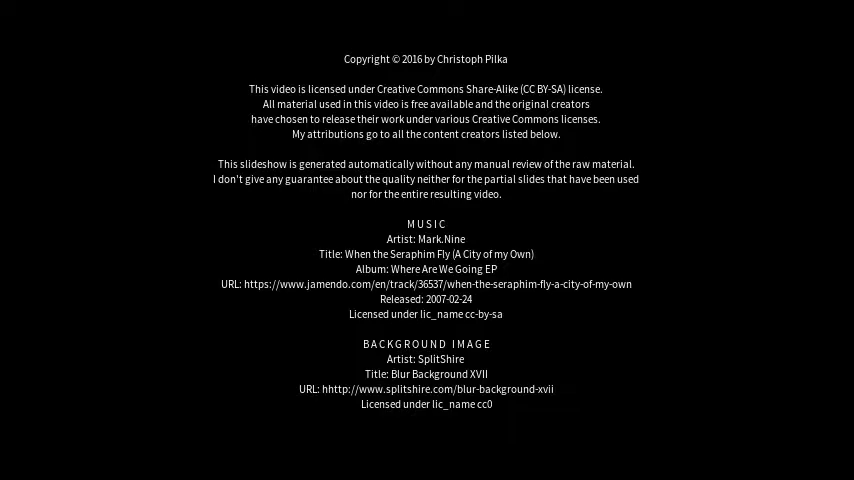 Copyright © 2016 by Christoph Pilka
This video is licensed under Creative Commons Share-Alike (CC BY-SA) license.
All material used in this video is free available and the original creators
have chosen to release their work under various Creative Commons licenses.
My attributions go to all the content creators listed below.
This slideshow is generated automatically without any manual review of the raw material.
I don't give any guarantee about the quality neither for the partial slides that have been used
nor for the entire resulting video.
MUSIC
Artist: Mark.Nine
Title: When the Seraphim Fly (A City of my Own)
Album: Where Are We Going EP
URL: https://www.jamendo.com/en/track/36537/when-the-seraphim-fly-a-city-of-my-own
Released: 2007-02-24
Licensed under lic_name cc-by-sa
BACKGROUND IMAGE
Artist: SplitShire
Title: Blur Background XVII
URL: hhttp://www.splitshire.com/blur-background-xvii
Licensed under lic_name cc0